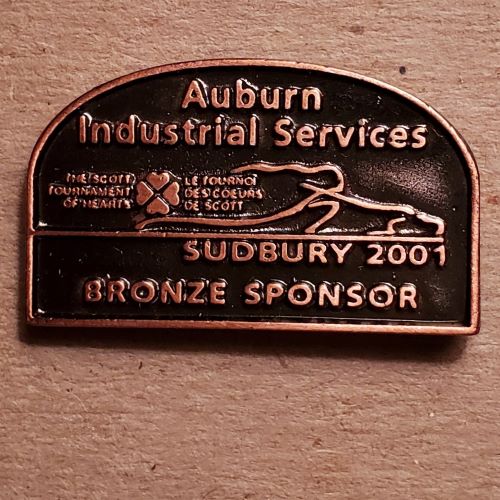 Auburn
Industrial Services
THE SCOTT
TOURNAMENT
OF HEARTS
LE TOURNOI
DES COEURS
DE SCOTT
SUDBURY 2001
BRONZE SPONSOR